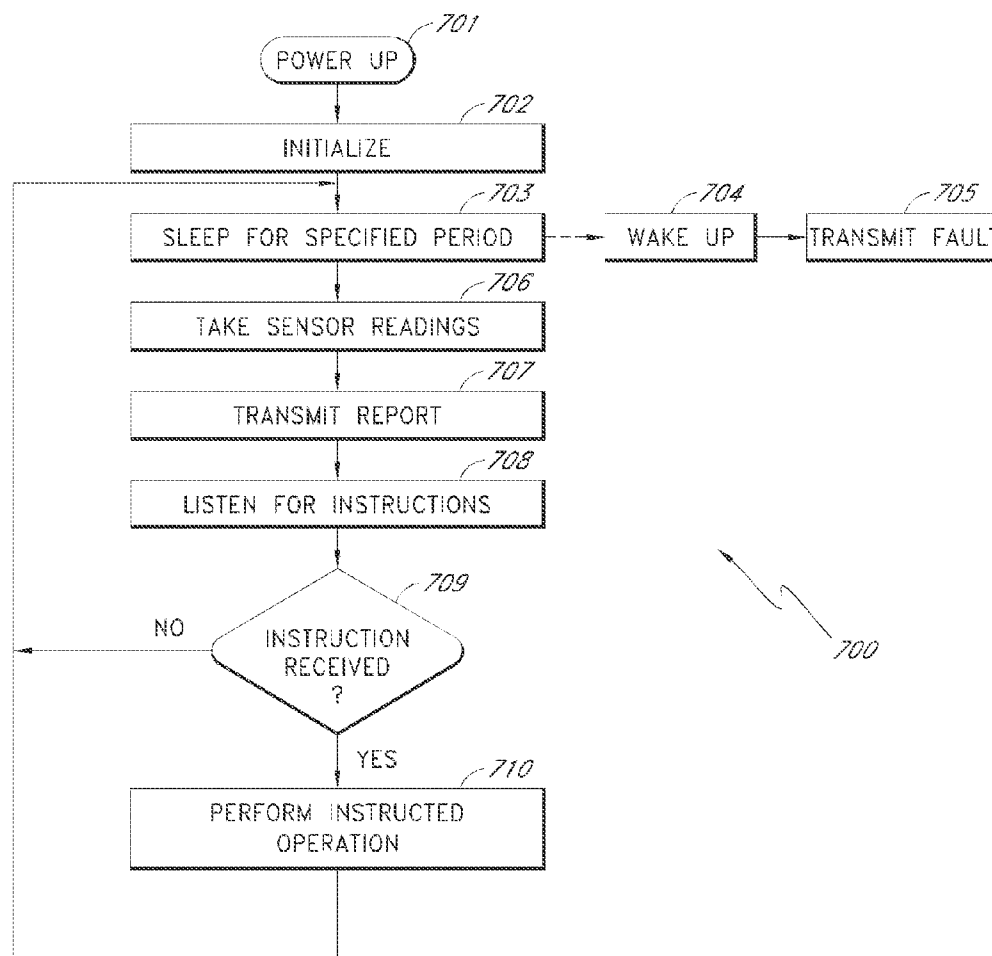 701
POWER UP
702
INITIALIZE
703
SLEEP FOR SPECIFIED PERIOD
704
WAKE UP
705
TRANSMIT FAULT
706
TAKE SENSOR READINGS
707
TRANSMIT REPORT
708
LISTEN FOR INSTRUCTIONS
709
INSTRUCTION
RECEIVED
?
NO
700
YES
710
PERFORM INSTRUCTED
OPERATION